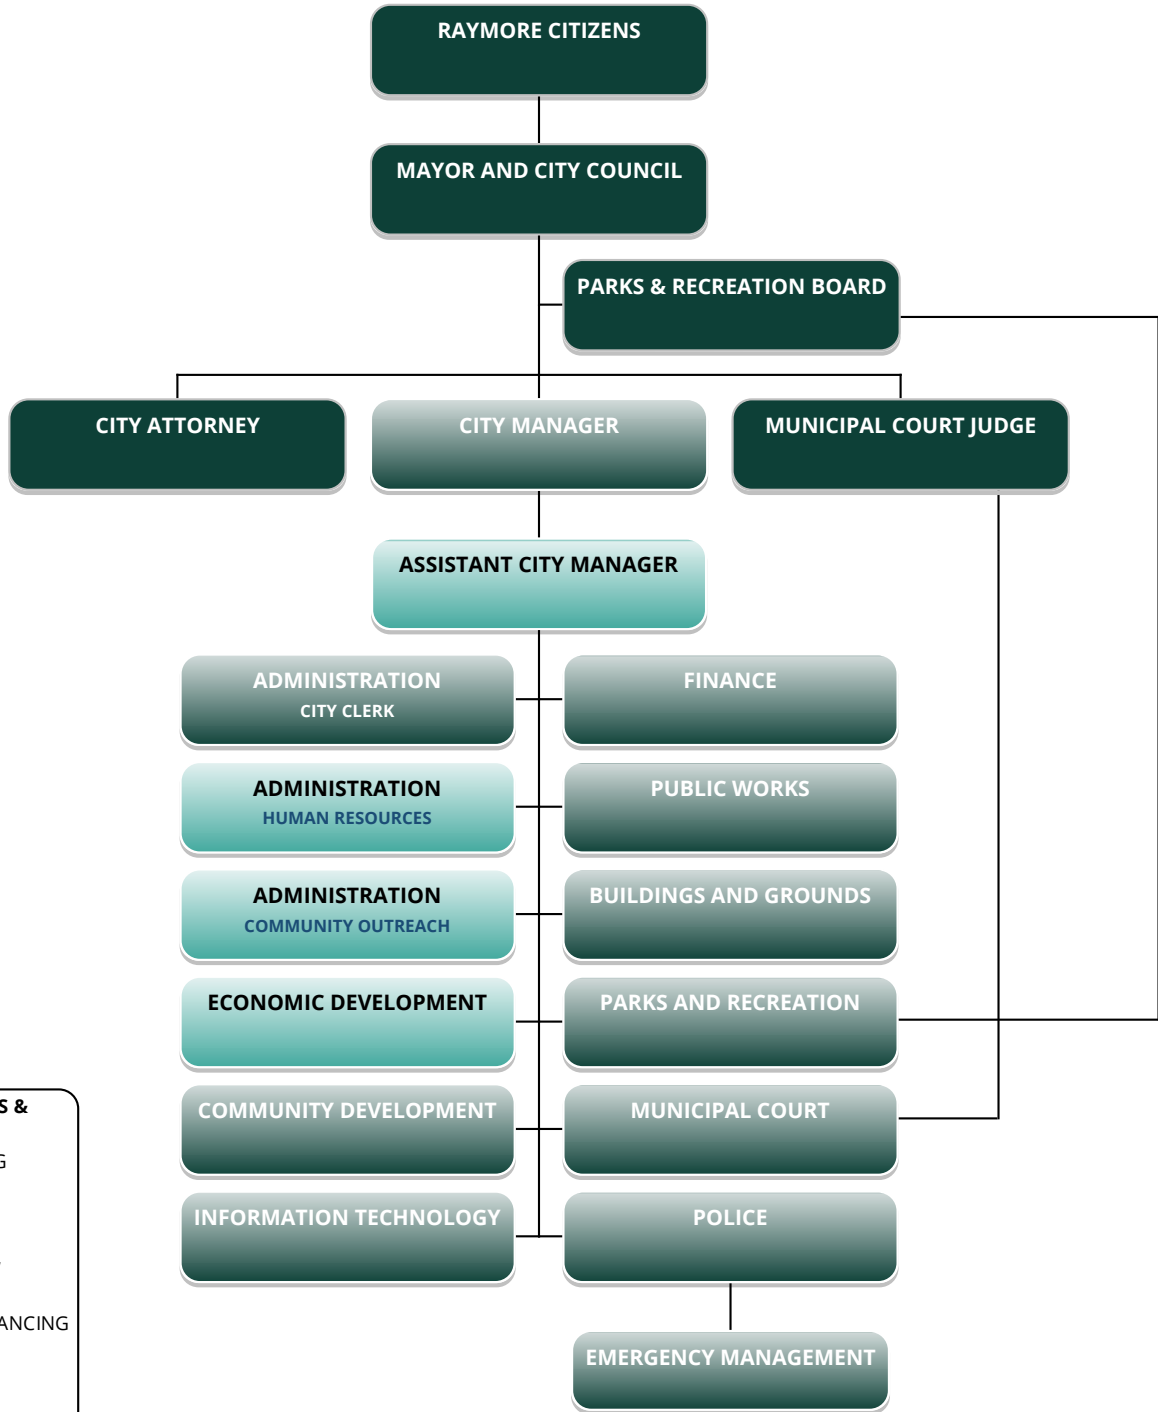 RAYMORE CITIZENS
MAYOR AND CITY COUNCIL
PARKS & RECREATION BOARD
CITY ATTORNEY
CITY MANAGER
MUNICIPAL COURT JUDGE
ASSISTANT CITY MANAGER
ADMINISTRATION
CITY CLERK
FINANCE
ADMINISTRATION
HUMAN RESOURCES
PUBLIC WORKS
ADMINISTRATION
COMMUNITY OUTREACH
BUILDINGS AND GROUNDS
ECONOMIC DEVELOPMENT
PARKS AND RECREATION
COMMUNITY DEVELOPMENT
MUNICIPAL COURT
INFORMATION TECHNOLOGY
POLICE
EMERGENCY MANAGEMENT
S &
G
ANCING